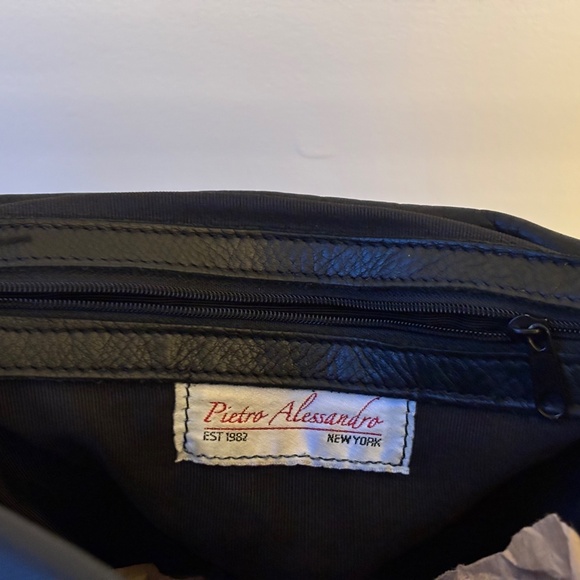 Pietro Alessandro
EST 1982 NEW YORK